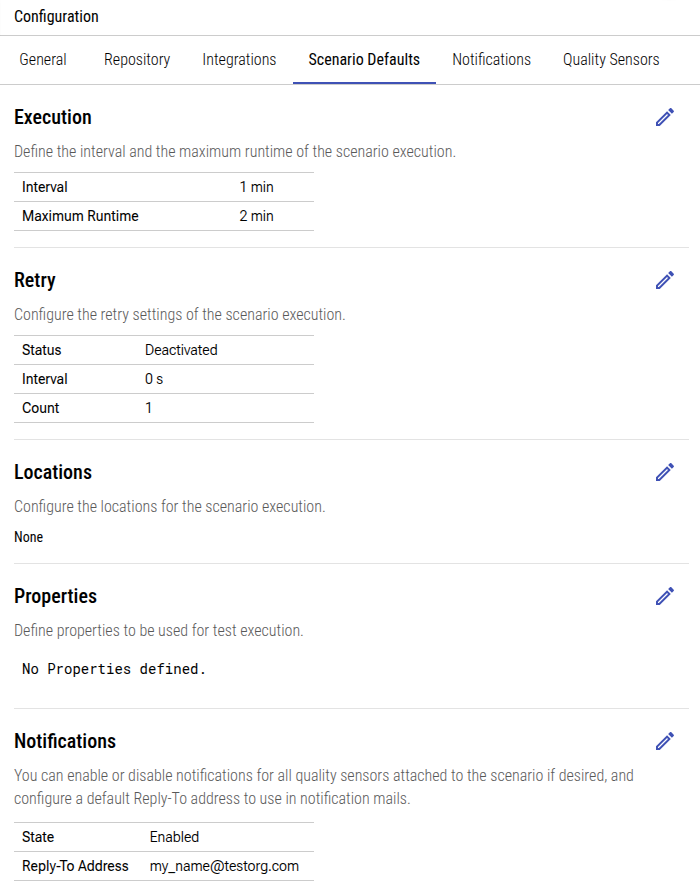 Configuration
General Repository Integrations Scenario Defaults Notifications Quality Sensors
Execution
Define the interval and the maximum runtime of the scenario execution.
Interval 1 min
Maximum Runtime 2 min
Retry
Configure the retry settings of the scenario execution.
Status Deactivated
Interval 0 s
Count 1
Locations
Configure the locations for the scenario execution.
None
Properties
Define properties to be used for test execution.
No Properties defined.
Notifications
You can enable or disable notifications for all quality sensors attached to the scenario if desired, and
configure a default Reply-To address to use in notification mails.
State Enabled
Reply-To Address my_name@testorg.com